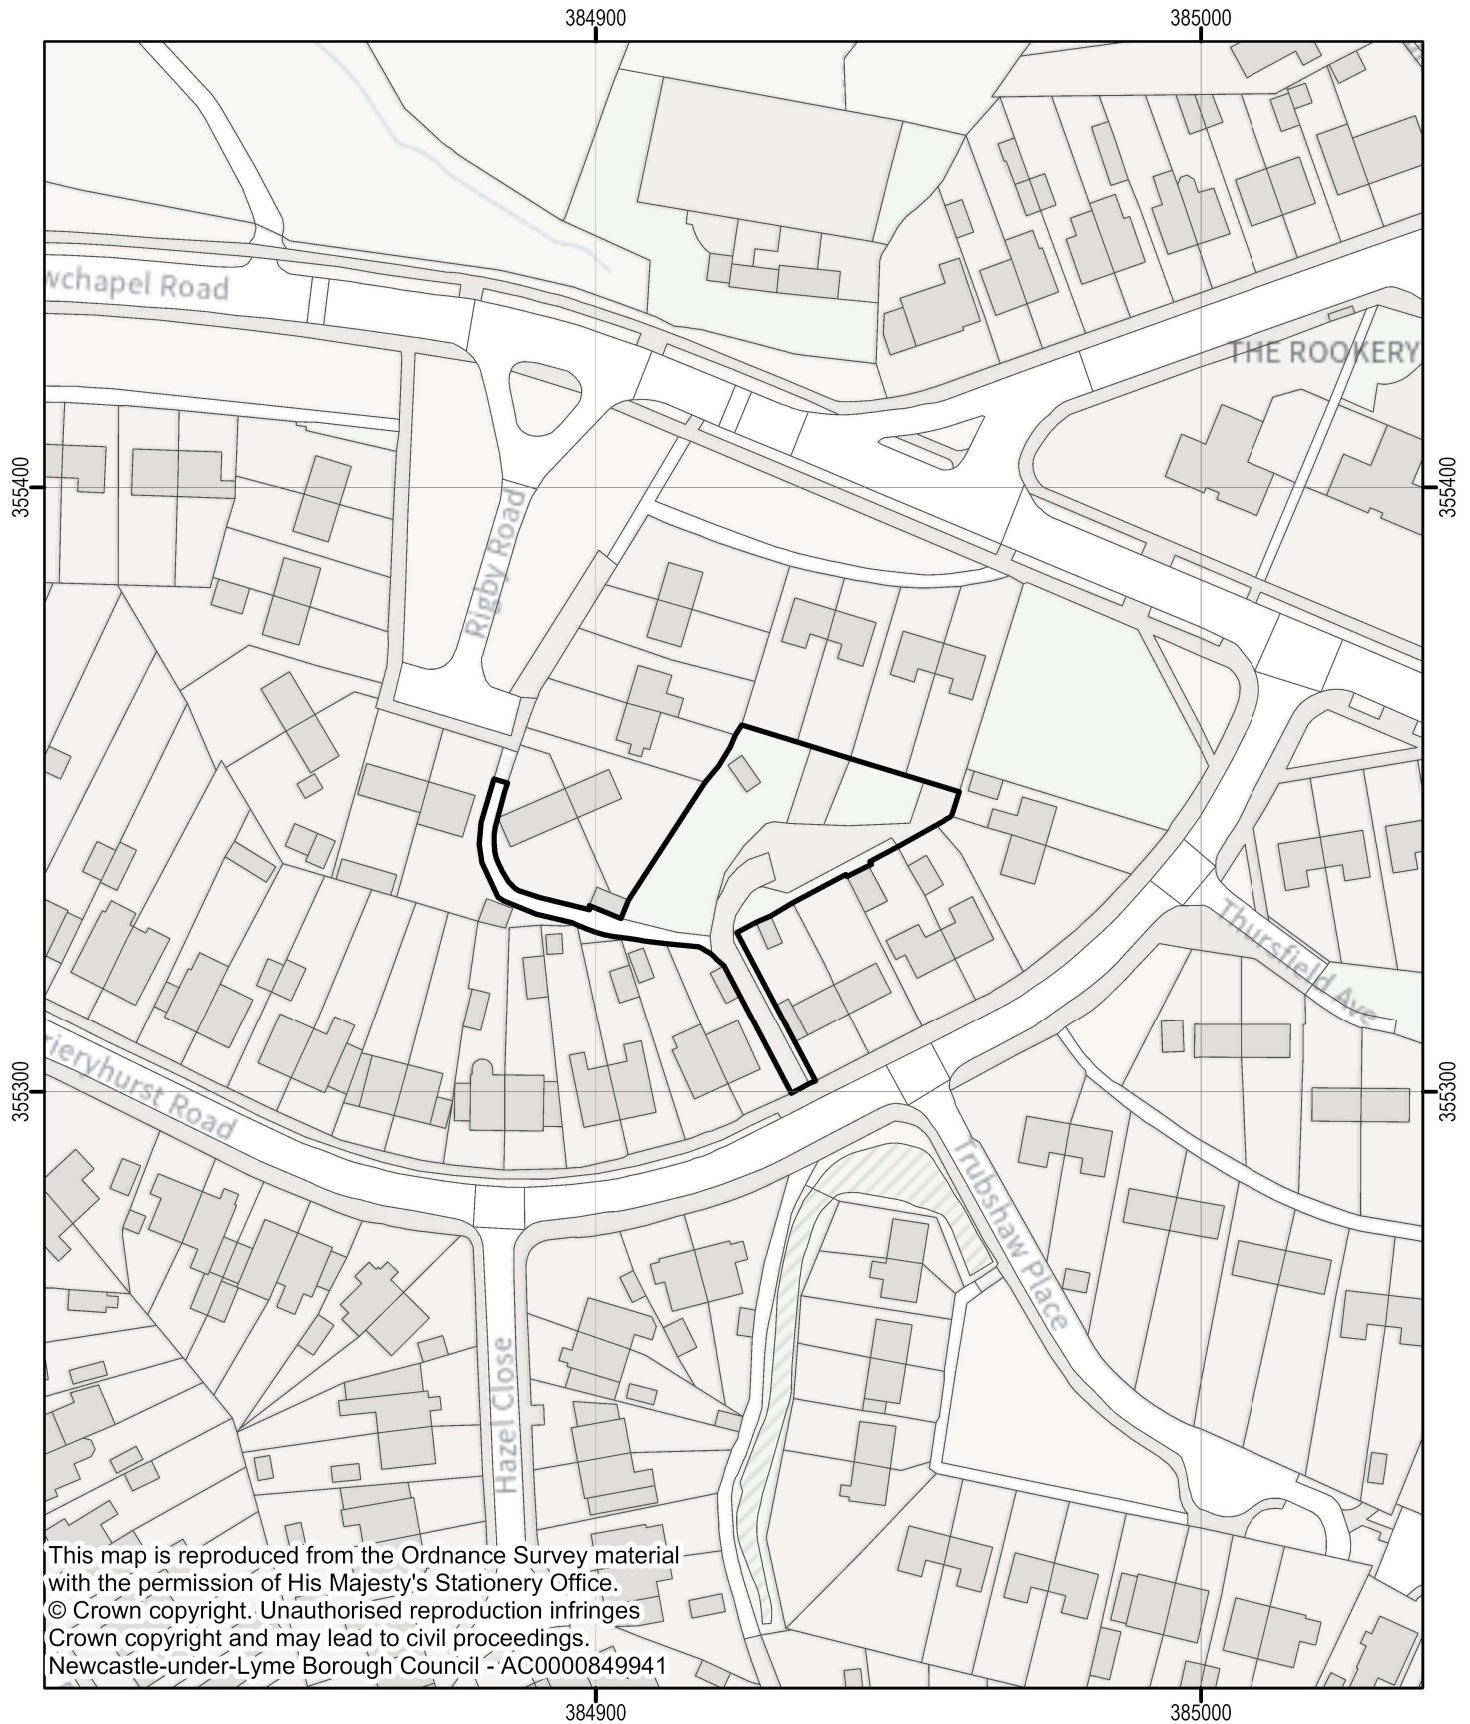 384900
385000
wchapel Road
THE ROOKERY
355400
355400
Rigby Road
Thursfield Ave
rieryhurst Road
355300
355300
Trubshaw Place
Hazel Close
This map is reproduced from the Ordnance Survey material
with the permission of His Majesty's Stationery Office.
© Crown copyright. Unauthorised reproduction infringes
Crown copyright and may lead to civil proceedings.
Newcastle-under-Lyme Borough Council - AC0000849941
384900
385000